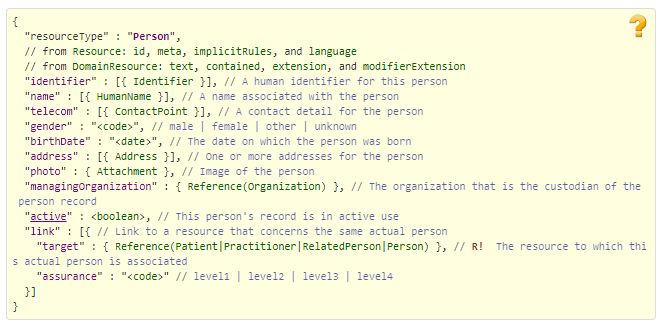 {
  "resourceType" : "Person",
  // from Resource: id, meta, implicitRules, and language
  // from DomainResource: text, contained, extension, and modifierExtension
  "identifier" : [{ Identifier }], // A human identifier for this person
  "name" : [{ HumanName }], // A name associated with the person
  "telecom" : [{ ContactPoint }], // A contact detail for the person
  "gender" : "<code>", // male | female | other | unknown
  "birthDate" : "<date>", // The date on which the person was born
  "address" : [{ Address }], // One or more addresses for the person
  "photo" : { Attachment }, // Image of the person
  "managingOrganization" : { Reference(Organization) }, // The organization that is the custodian of the
 person record
  "active" : <boolean>, // This person's record is in active use
  "link" : [{ // Link to a resource that concerns the same actual person
    "target" : { Reference(Patient|Practitioner|RelatedPerson|Person) }, // R!  The resource to which thi
s actual person is associated
    "assurance" : "<code>" // level1 | level2 | level3 | level4
  }]
}
?